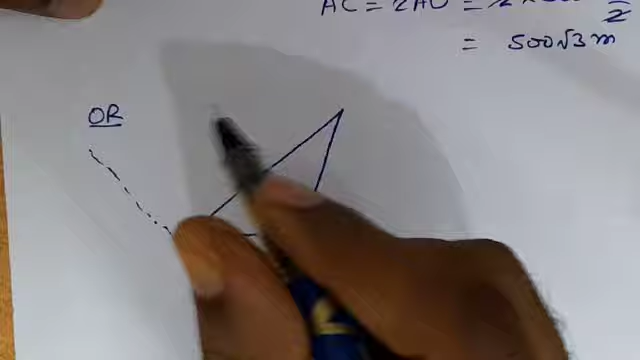 AC = 2AO =
= 500√3 m
OR